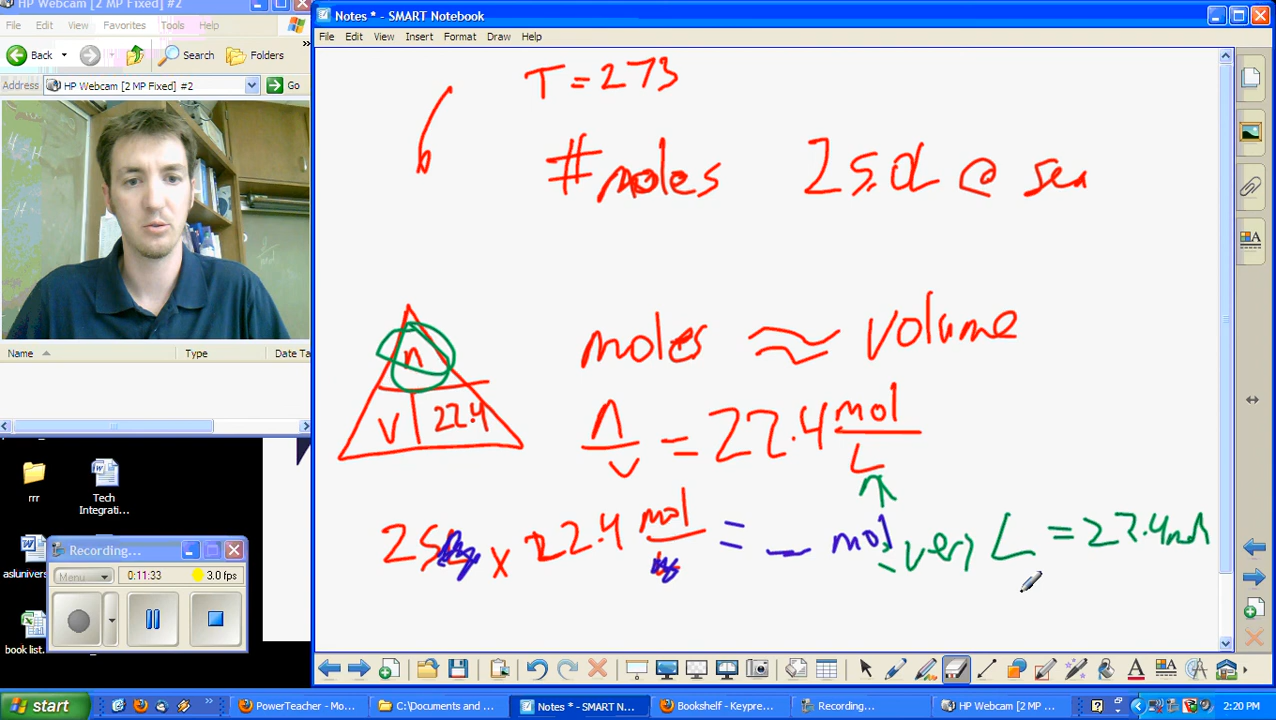 HP Webcam [2 MP Fixed] #2
File Edit View Favorites Tools Help
Back Search Folders
Address HP Webcam [2 MP Fixed] #2 Go
Name Type Date Ta
rrr
Tech Integrati...
aslunivers
book list.
Recording...
Menu 0:11:33 3.0 fps
Notes * - SMART Notebook
File Edit View Insert Format Draw Help
T = 273
#moles 25.0L @ sea
moles ≈ volume
n
V 22.4
n/V = 22.4 mol/L
25 x 22.4 mol = _ mol
very L = 22.4mol
start PowerTeacher - Mo... C:\Documents and ... Notes * - SMART N... Bookshelf - Keypre... Recording... HP Webcam [2 MP ... 2:20 PM